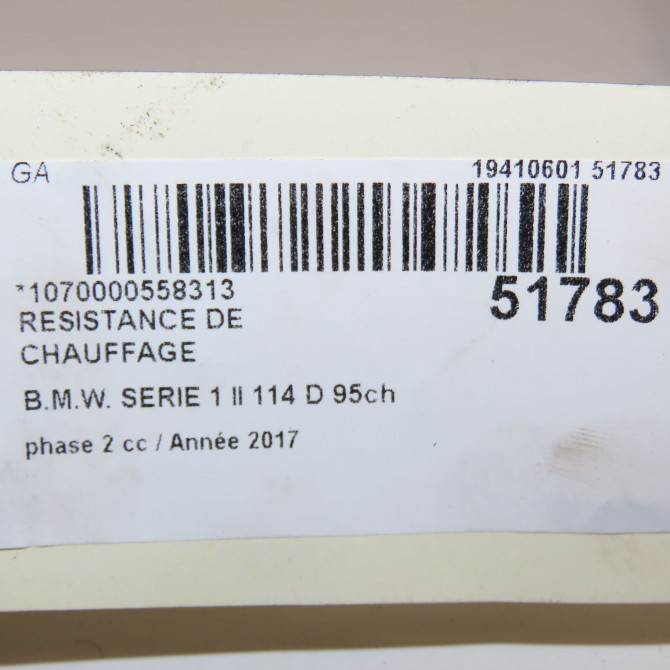 GA 19410601 51783
*1070000558313
51783
RESISTANCE DE
CHAUFFAGE
B.M.W. SERIE 1 II 114 D 95ch
phase 2 cc / Année 2017